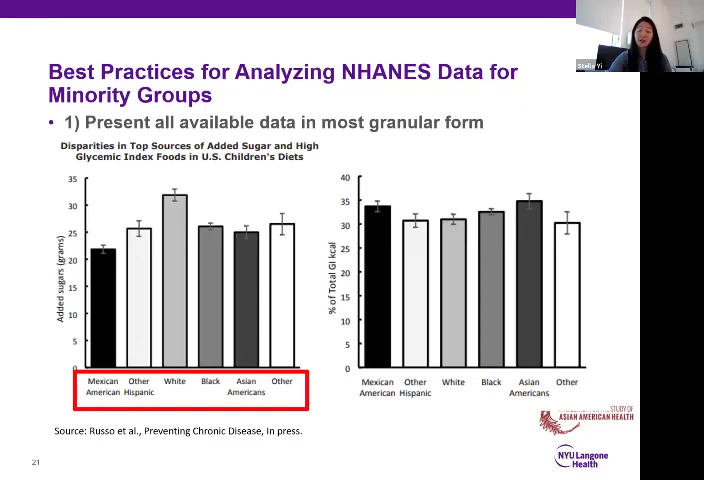 Best Practices for Analyzing NHANES Data for
Minority Groups
• 1) Present all available data in most granular form
Disparities in Top Sources of Added Sugar and High
Glycemic Index Foods in U.S. Children's Diets
Added sugars (grams)
35
30
25
20
15
10
5
0
Mexican American
Other Hispanic
White
Black
Asian Americans
Other
% of Total GI kcal
40
35
30
25
20
15
10
5
0
Mexican American
Other Hispanic
White
Black
Asian Americans
Other
Source: Russo et al., Preventing Chronic Disease, In press.
21
STUDY OF
ASIAN AMERICAN HEALTH
NYU Langone
Health
Stella Yi